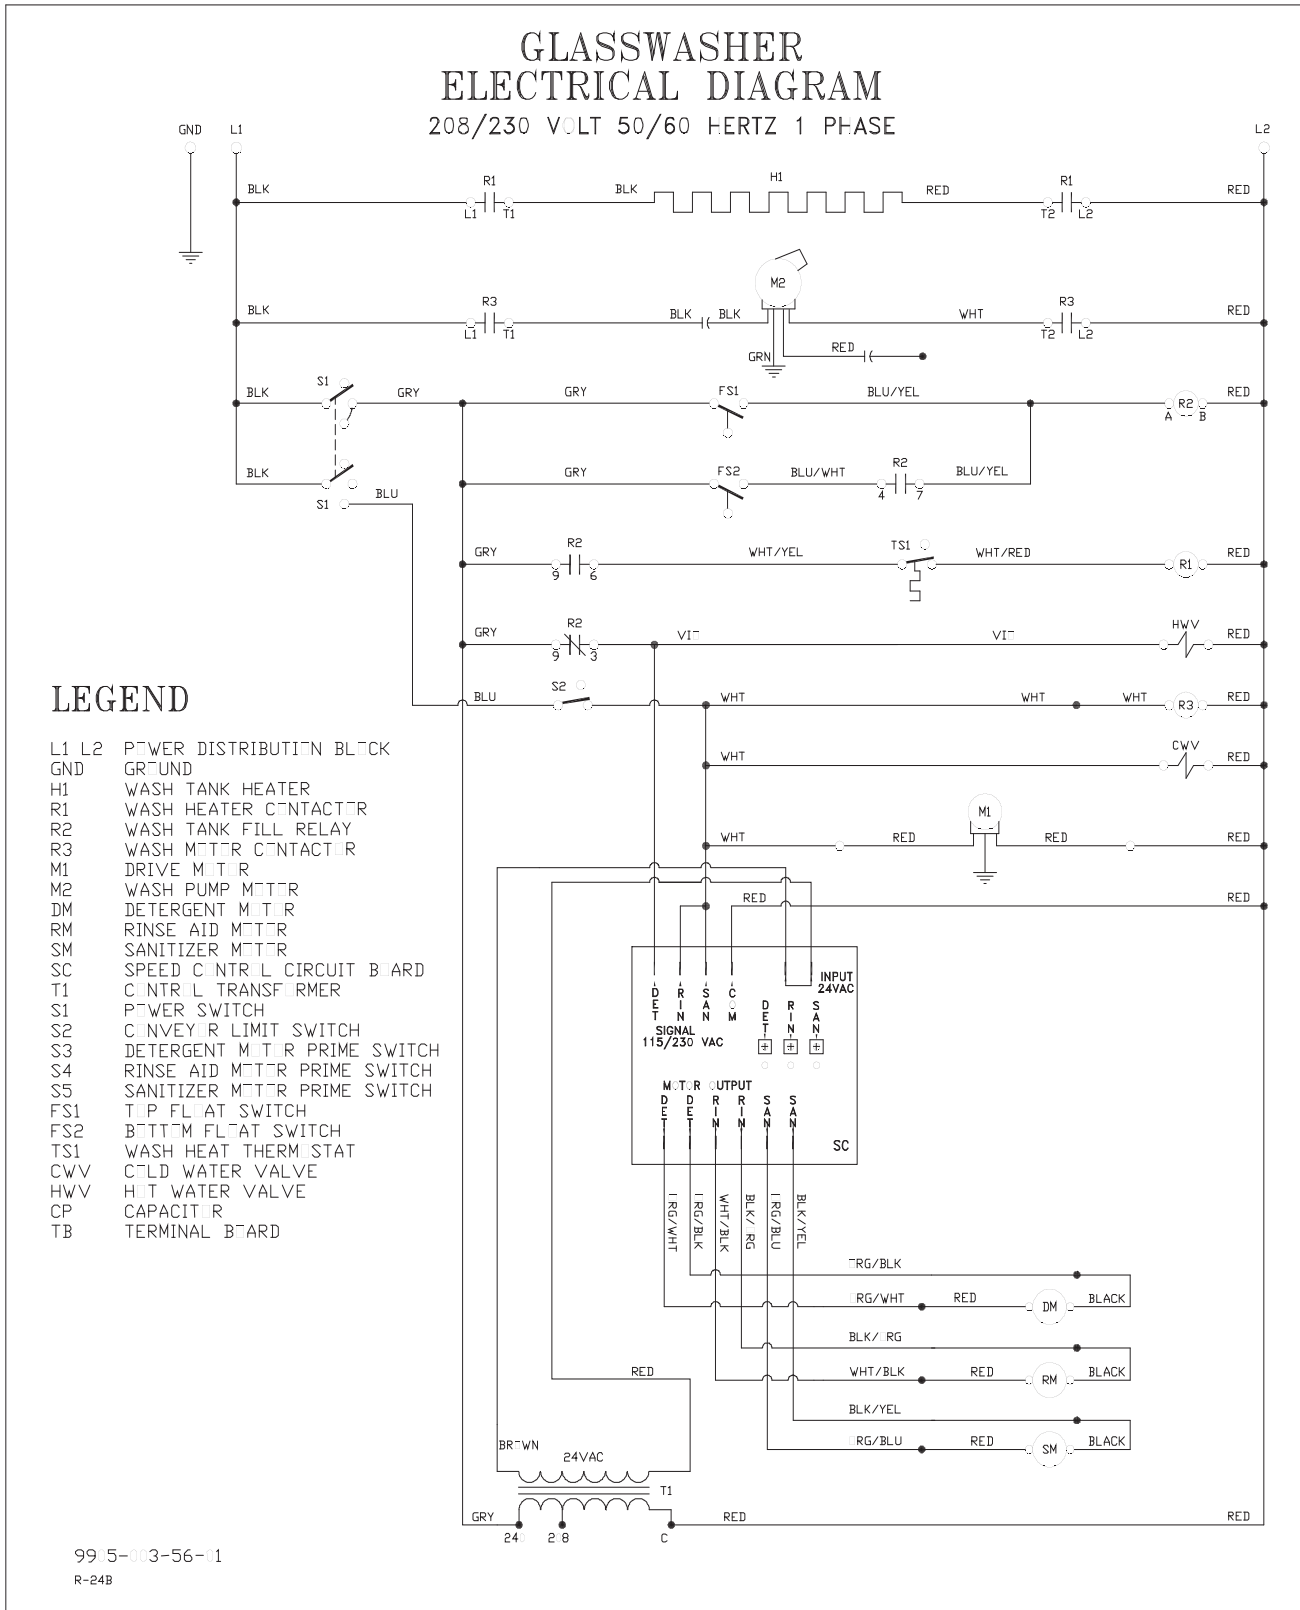 GLASSWASHER
ELECTRICAL DIAGRAM
208/230 VOLT 50/60 HERTZ 1 PHASE
GND L1 L2
BLK R1 L1 T1 BLK H1 RED R1 T2 L2 RED
M2
BLK R3 L1 T1 BLK BLK WHT R3 T2 L2 RED
GRN RED
BLK S1 GRY GRY FS1 BLU/YEL R2 A B RED
BLK GRY FS2 BLU/WHT R2 4 7 BLU/YEL
S1 BLU
GRY R2 9 6 WHT/YEL TS1 WHT/RED R1 RED
GRY R2 9 3 VIO VIO HWV RED
BLU S2 WHT WHT WHT R3 RED
WHT CWV RED
M1
WHT RED RED
RED RED
LEGEND
L1 L2 POWER DISTRIBUTION BLOCK
GND GROUND
H1 WASH TANK HEATER
R1 WASH HEATER CONTACTOR
R2 WASH TANK FILL RELAY
R3 WASH MOTOR CONTACTOR
M1 DRIVE MOTOR
M2 WASH PUMP MOTOR
DM DETERGENT MOTOR
RM RINSE AID MOTOR
SM SANITIZER MOTOR
SC SPEED CONTROL CIRCUIT BOARD
T1 CONTROL TRANSFORMER
S1 POWER SWITCH
S2 CONVEYOR LIMIT SWITCH
S3 DETERGENT MOTOR PRIME SWITCH
S4 RINSE AID MOTOR PRIME SWITCH
S5 SANITIZER MOTOR PRIME SWITCH
FS1 TOP FLOAT SWITCH
FS2 BOTTOM FLOAT SWITCH
TS1 WASH HEAT THERMOSTAT
CWV COLD WATER VALVE
HWV HOT WATER VALVE
CP CAPACITOR
TB TERMINAL BOARD
INPUT
24VAC
DET RIN SAN COM
SIGNAL
115/230 VAC
DET- RIN- SAN-
MOTOR OUTPUT
DET DET RIN RIN SAN SAN
SC
ORG/WHT ORG/BLK WHT/BLK BLK/ORG ORG/BLU BLK/YEL
ORG/BLK
ORG/WHT RED DM BLACK
BLK/ORG
WHT/BLK RED RM BLACK
BLK/YEL
ORG/BLU RED SM BLACK
RED
BROWN
24VAC
T1
GRY RED RED
240 208 C
9905-003-56-01
R-24B